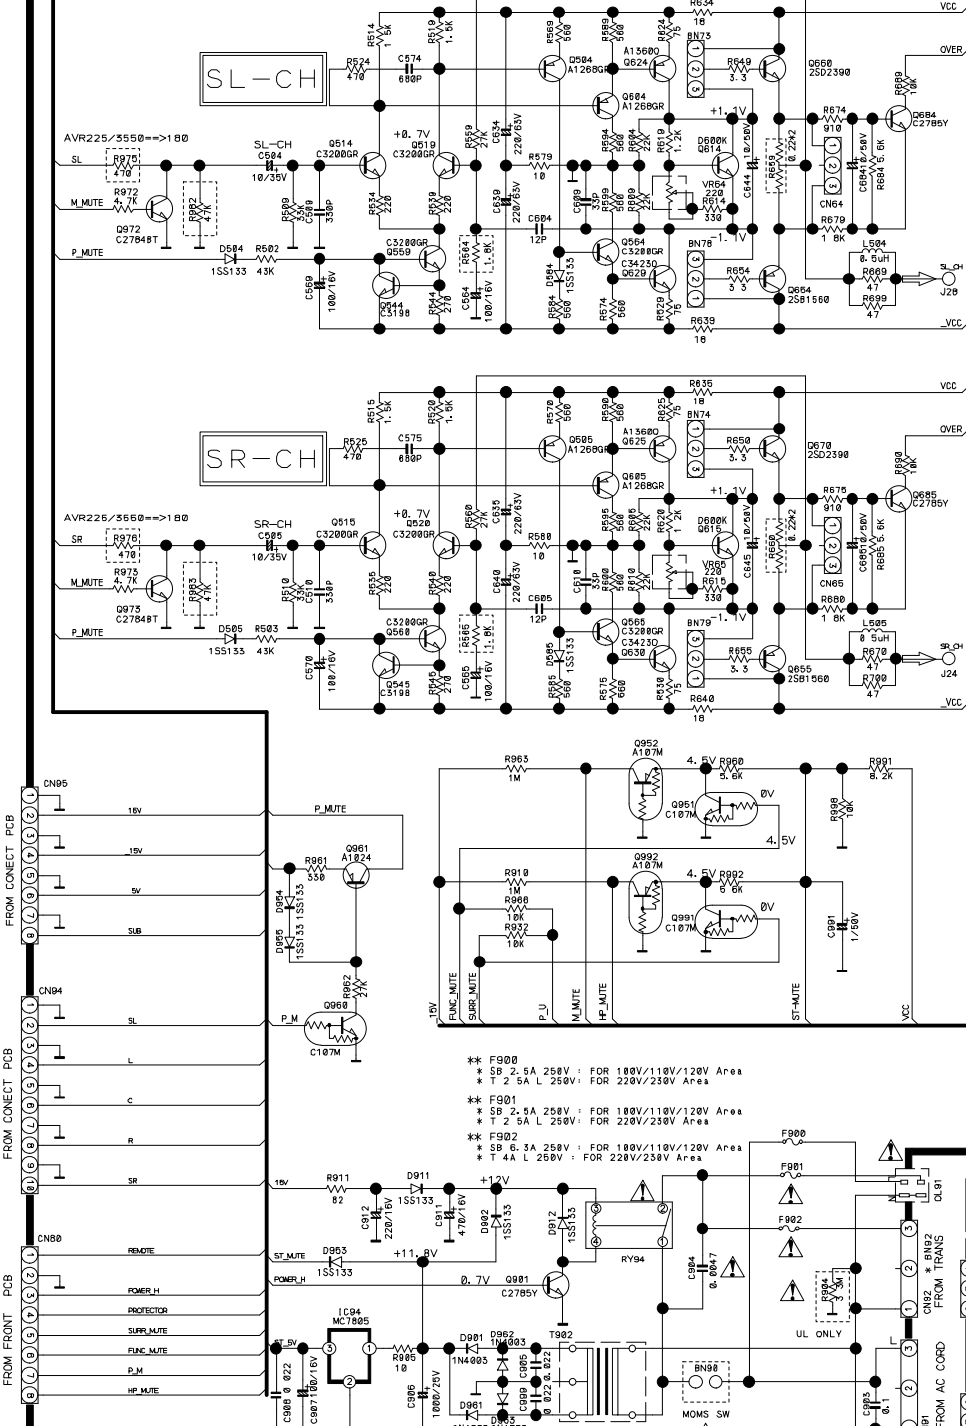 R634
18
VCC
R514
1.5K
R519
1.5K
R569
560
R589
560
R624
75
BN73
OVER
SL-CH
R524
470
C574
680P
Q504
A1268GR
A1360O
Q624
R649
3.3
Q660
2SD2390
R689
10K
Q604
A1268GR
+1.1V
R674
910
Q684
C2785Y
AVR225/3550==>180
SL-CH
C504
10/35V
+0.7V
Q514
C3200GR
Q519
C3200GR
R559
27K
C634
220/63V
R579
10
R594
560
R604
22K
R619
1.2K
D600K
Q614
C644
10/50V
R659
0.22*2
C684
10/50V
R684
5.6K
SL
R975
470
M_MUTE
R972
4.7K
R982
47K
R509
33K
C509
330P
R534
220
R539
220
C639
220/63V
C604
12P
C609
33P
R599
560
R609
22K
VR64
220
R614
330
CN64
R679
1.8K
Q972
C2784BT
P_MUTE
D504
1SS133
R502
43K
C3200GR
Q559
R564
1.8K
Q564
C3200GR
C3423O
Q629
-1.1V
BN78
R654
3.3
Q654
2SB1560
L504
0.5uH
R669
47
R699
47
SL_CH
J28
C569
100/16V
Q544
C3198
R544
270
C564
100/16V
D584
1SS133
R584
560
R574
560
R529
75
R639
18
_VCC
R635
18
VCC
R515
1.5K
R520
1.5K
R570
560
R590
560
R625
75
BN74
OVER
SR-CH
R525
470
C575
680P
Q505
A1268GR
A1360O
Q625
R650
3.3
Q670
2SD2390
R690
10K
Q605
A1268GR
+1.1V
R675
910
Q685
C2785Y
AVR225/3550==>180
SR-CH
C505
10/35V
+0.7V
Q515
C3200GR
Q520
C3200GR
R560
27K
C635
220/63V
R580
10
R595
560
R605
22K
R620
1.2K
D600K
Q615
C645
10/50V
R660
0.22*2
C685
10/50V
R685
5.6K
SR
R976
470
M_MUTE
R973
4.7K
R983
47K
R510
33K
C510
330P
R535
220
R540
220
C640
220/63V
C605
12P
C610
33P
R600
560
R610
22K
VR65
220
R615
330
CN65
R680
1.8K
Q973
C2784BT
P_MUTE
D505
1SS133
R503
43K
C3200GR
Q560
R565
1.8K
Q565
C3200GR
C3423O
Q630
-1.1V
BN79
R655
3.3
Q655
2SB1560
L505
0.5uH
R670
47
R700
47
SR_CH
J24
C570
100/16V
Q545
C3198
R545
270
C565
100/16V
D585
1SS133
R585
560
R575
560
R530
75
R640
18
_VCC
Q952
A107M
R963
1M
4.5V
R960
5.6K
R991
8.2K
Q951
C107M
0V
R998
10K
4.5V
CN95
FROM CONECT PCB
16V
_15V
5V
SUB
P_MUTE
Q961
A1024
R961
330
D954
1SS133
D955
1SS133
R962
27K
Q992
A107M
R910
1M
4.5V
R992
5.6K
R966
10K
R932
10K
Q991
C107M
0V
C991
1/50V
_15V
FUNC_MUTE
SURR_MUTE
P_U
M_MUTE
HP_MUTE
ST-MUTE
VCC
CN94
FROM CONECT PCB
SL
L
C
R
SR
P_M
Q960
C107M
** F900
* SB 2.5A 250V : FOR 100V/110V/120V Area
* T 2.5A L 250V: FOR 220V/230V Area
** F901
* SB 2.5A 250V : FOR 100V/110V/120V Area
* T 2.5A L 250V: FOR 220V/230V Area
** F902
* SB 6.3A 250V : FOR 100V/110V/120V Area
* T 4A L 250V : FOR 220V/230V Area
F900
F901
F902
OL91
16V
R911
82
D911
1SS133
+12V
C912
220/16V
C911
470/16V
D902
1SS133
D912
1SS133
RY94
C904
0.0047
CN80
FROM FRONT PCB
REMOTE
POWER_H
PROTECTOR
SURR_MUTE
FUNC_MUTE
P_M
HP_MUTE
ST_MUTE
D953
1SS133
+11.8V
POWER_H
0.7V
Q901
C2785Y
R904
3.3M
UL ONLY
CN92
* BN92
FROM TRANS
IC94
MC7805
ST_5V
R905
10
D901
1N4003
D962
1N4003
T902
C905
0.022
C999
0.022
D961
D963
C908
0.022
C907
100/16V
C906
1000/25V
BN90
MOMS SW
C903
0.1
L
N
FROM AC CORD